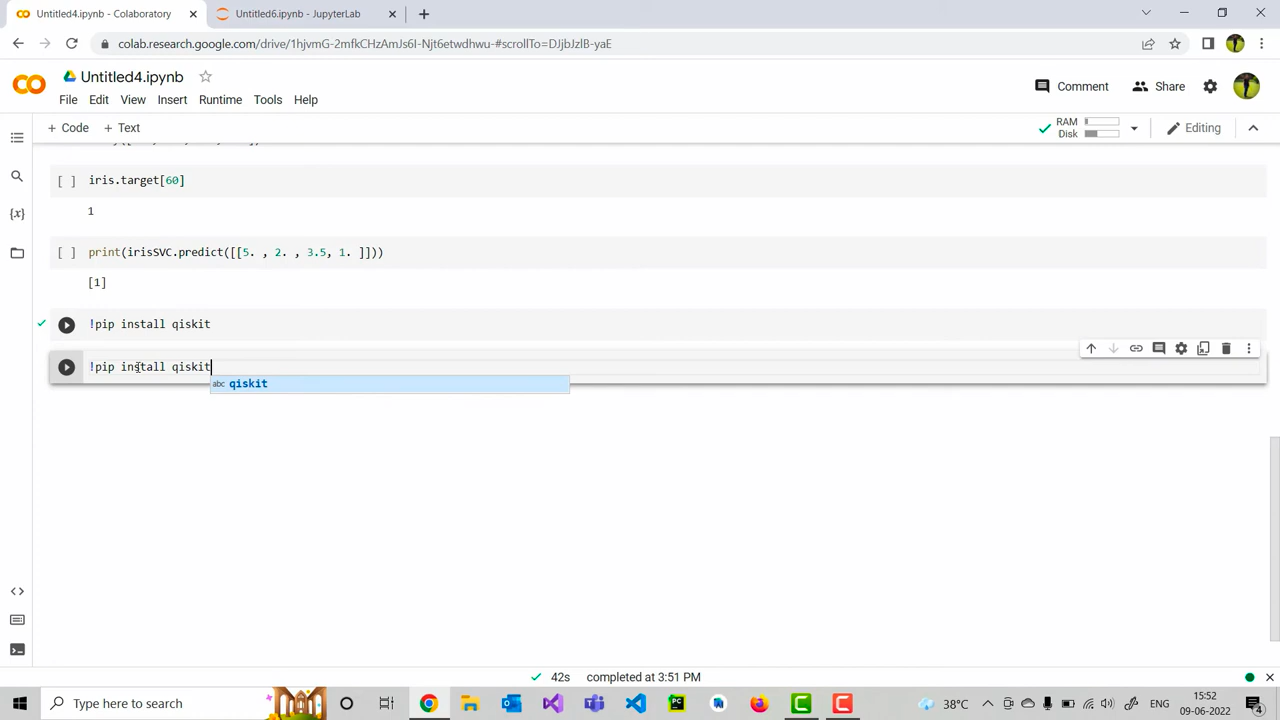 Untitled4.ipynb - Colaboratory
Untitled6.ipynb - JupyterLab
colab.research.google.com/drive/1hjvmG-2mfkCHzAmJs6I-Njt6etwdhwu-#scrollTo=DJjbJzlB-yaE
Untitled4.ipynb
Comment
Share
File Edit View Insert Runtime Tools Help
+ Code + Text
RAM
Disk
Editing
[ ] iris.target[60]
1
[ ] print(irisSVC.predict([[5. , 2. , 3.5, 1. ]]))
[1]
!pip install qiskit
!pip install qiskit
abc qiskit
{x}
42s completed at 3:51 PM
Type here to search
38°C
ENG
15:52
09-06-2022
4